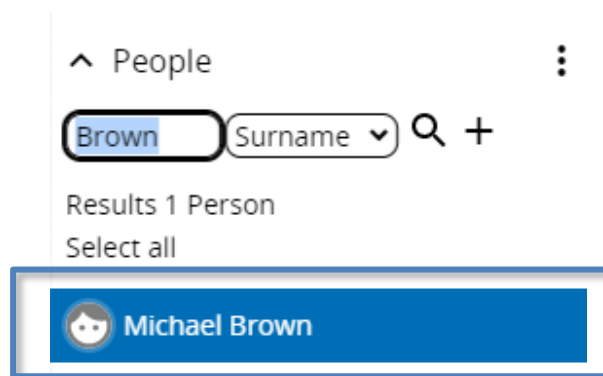 People
Brown Surname
Results 1 Person
Select all
Michael Brown